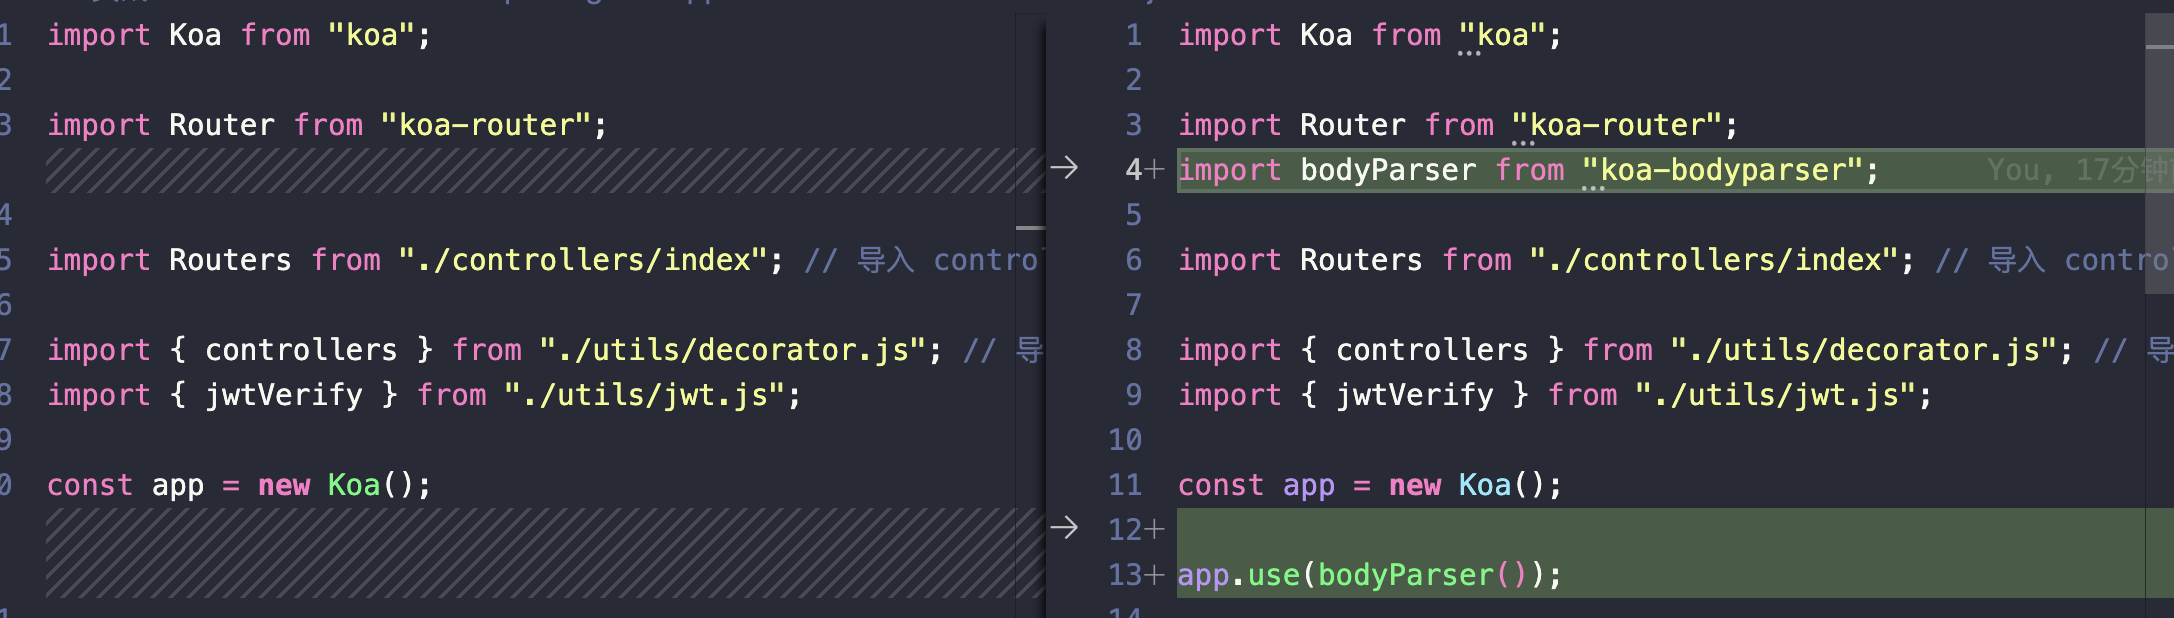 1 import Koa from "koa";
2
3 import Router from "koa-router";
4
5 import Routers from "./controllers/index"; // 导入
6
7 import { controllers } from "./utils/decorator.js"; // 导
8 import { jwtVerify } from "./utils/jwt.js";
9
0 const app = new Koa();
1 import Koa from "koa";
2
3 import Router from "koa-router";
4+ import bodyParser from "koa-bodyparser"; You, 17分钟
5
6 import Routers from "./controllers/index"; // 导入
7
8 import { controllers } from "./utils/decorator.js"; // 导
9 import { jwtVerify } from "./utils/jwt.js";
10
11 const app = new Koa();
12+
13+ app.use(bodyParser());
14